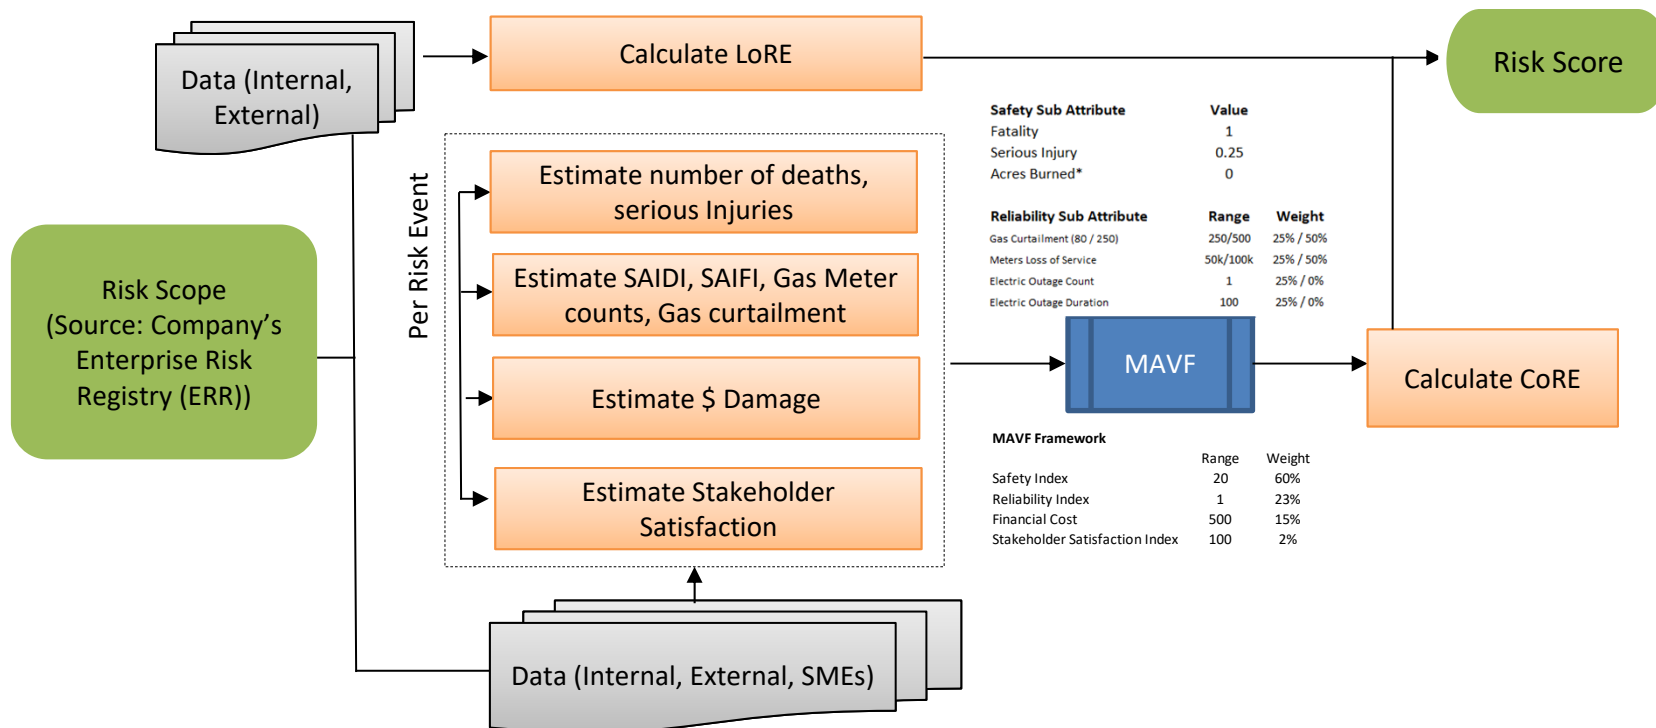 Data (Internal,
External)
Calculate LoRE
Risk Score
Risk Scope
(Source: Company’s
Enterprise Risk
Registry (ERR))
Per Risk Event
Estimate number of deaths,
serious Injuries
Estimate SAIDI, SAIFI, Gas Meter
counts, Gas curtailment
Estimate $ Damage
Estimate Stakeholder
Satisfaction
Data (Internal, External, SMEs)
Safety Sub Attribute Value
Fatality 1
Serious Injury 0.25
Acres Burned* 0
Reliability Sub Attribute Range Weight
Gas Curtailment (80 / 250) 250/500 25% / 50%
Meters Loss of Service 50k/100k 25% / 50%
Electric Outage Count 1 25% / 0%
Electric Outage Duration 100 25% / 0%
MAVF
Calculate CoRE
MAVF Framework
Range Weight
Safety Index 20 60%
Reliability Index 1 23%
Financial Cost 500 15%
Stakeholder Satisfaction Index 100 2%